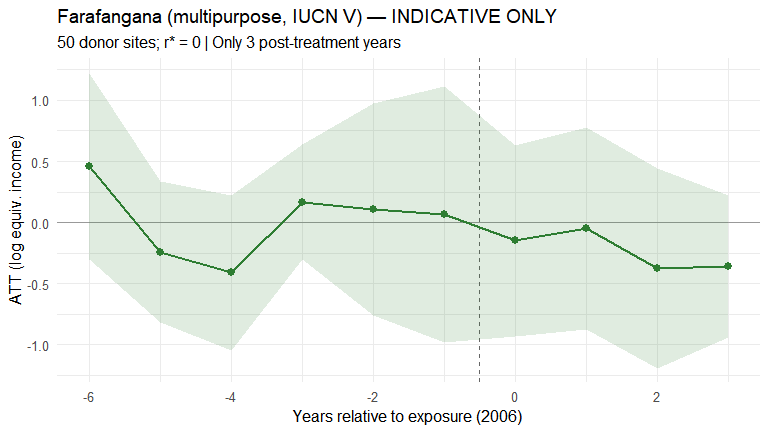 Farafangana (multipurpose, IUCN V) — INDICATIVE ONLY
50 donor sites; r* = 0 | Only 3 post-treatment years
ATT (log equiv. income)
1.0
0.5
0.0
-0.5
-1.0
-6
-4
-2
0
2
Years relative to exposure (2006)